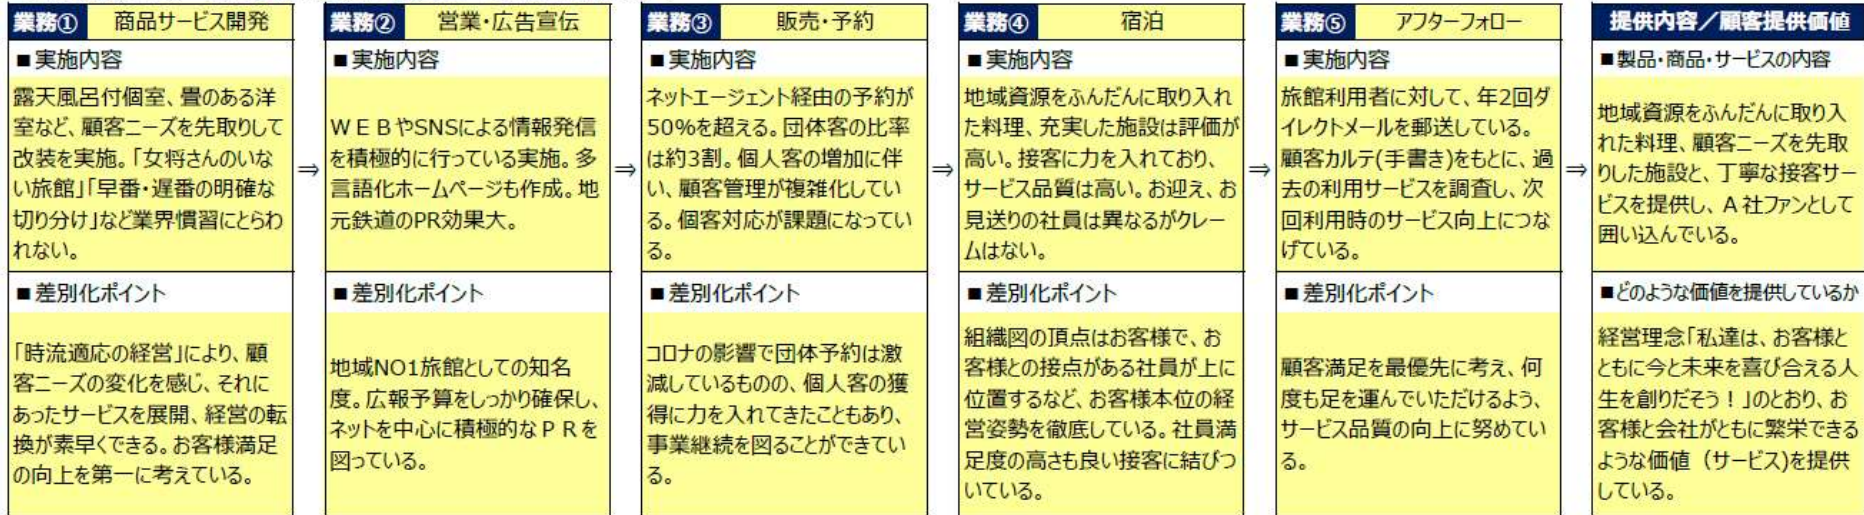 業務① 商品サービス開発
■実施内容
露天風呂付個室、畳のある洋
室など、顧客ニーズを先取りして
改装を実施。「女将さんのいな
い旅館」「早番・遅番の明確な
切り分け」など業界慣習にとらわ
れない。
■差別化ポイント
「時流適応の経営」により、顧
客ニーズの変化を感じ、それに
あったサービスを展開、経営の転
換が素早くできる。お客様満足
の向上を第一に考えている。
⇒
業務② 営業・広告宣伝
■実施内容
ＷＥＢやSNSによる情報発信
を積極的に行っている実施。多
言語化ホームページも作成。地
元鉄道のPR効果大。
■差別化ポイント
地域NO1旅館としての知名
度。広報予算をしっかり確保し、
ネットを中心に積極的なＰＲを
図っている。
⇒
業務③ 販売・予約
■実施内容
ネットエージェント経由の予約が
50%を超える。団体客の比率
は約3割。個人客の増加に伴
い、顧客管理が複雑化してい
る。個客対応が課題になってい
る。
■差別化ポイント
コロナの影響で団体予約は激
減しているものの、個人客の獲
得に力を入れてきたこともあり、
事業継続を図ることができてい
る。
⇒
業務④ 宿泊
■実施内容
地域資源をふんだんに取り入れ
た料理、充実した施設は評価が
高い。接客に力を入れており、
サービス品質は高い。お迎え、お
見送りの社員は異なるがクレー
ムはない。
■差別化ポイント
組織図の頂点はお客様で、お
客様との接点がある社員が上に
位置するなど、お客様本位の経
営姿勢を徹底している。社員満
足度の高さも良い接客に結びつ
いている。
⇒
業務⑤ アフターフォロー
■実施内容
旅館利用者に対して、年2回ダ
イレクトメールを郵送している。
顧客カルテ(手書き)をもとに、過
去の利用サービスを調査し、次
回利用時のサービス向上につな
げている。
■差別化ポイント
顧客満足を最優先に考え、何
度も足を運んでいただけるよう、
サービス品質の向上に努めてい
る。
⇒
提供内容／顧客提供価値
■製品・商品・サービスの内容
地域資源をふんだんに取り入
れた料理、顧客ニーズを先取
りした施設と、丁寧な接客サー
ビスを提供し、Ａ社ファンとして
囲い込んでいる。
■どのような価値を提供しているか
経営理念「私達は、お客様と
ともに今と未来を喜び合える人
生を創りだそう！」のとおり、お
客様と会社がともに繁栄できる
ような価値（サービス)を提供
している。